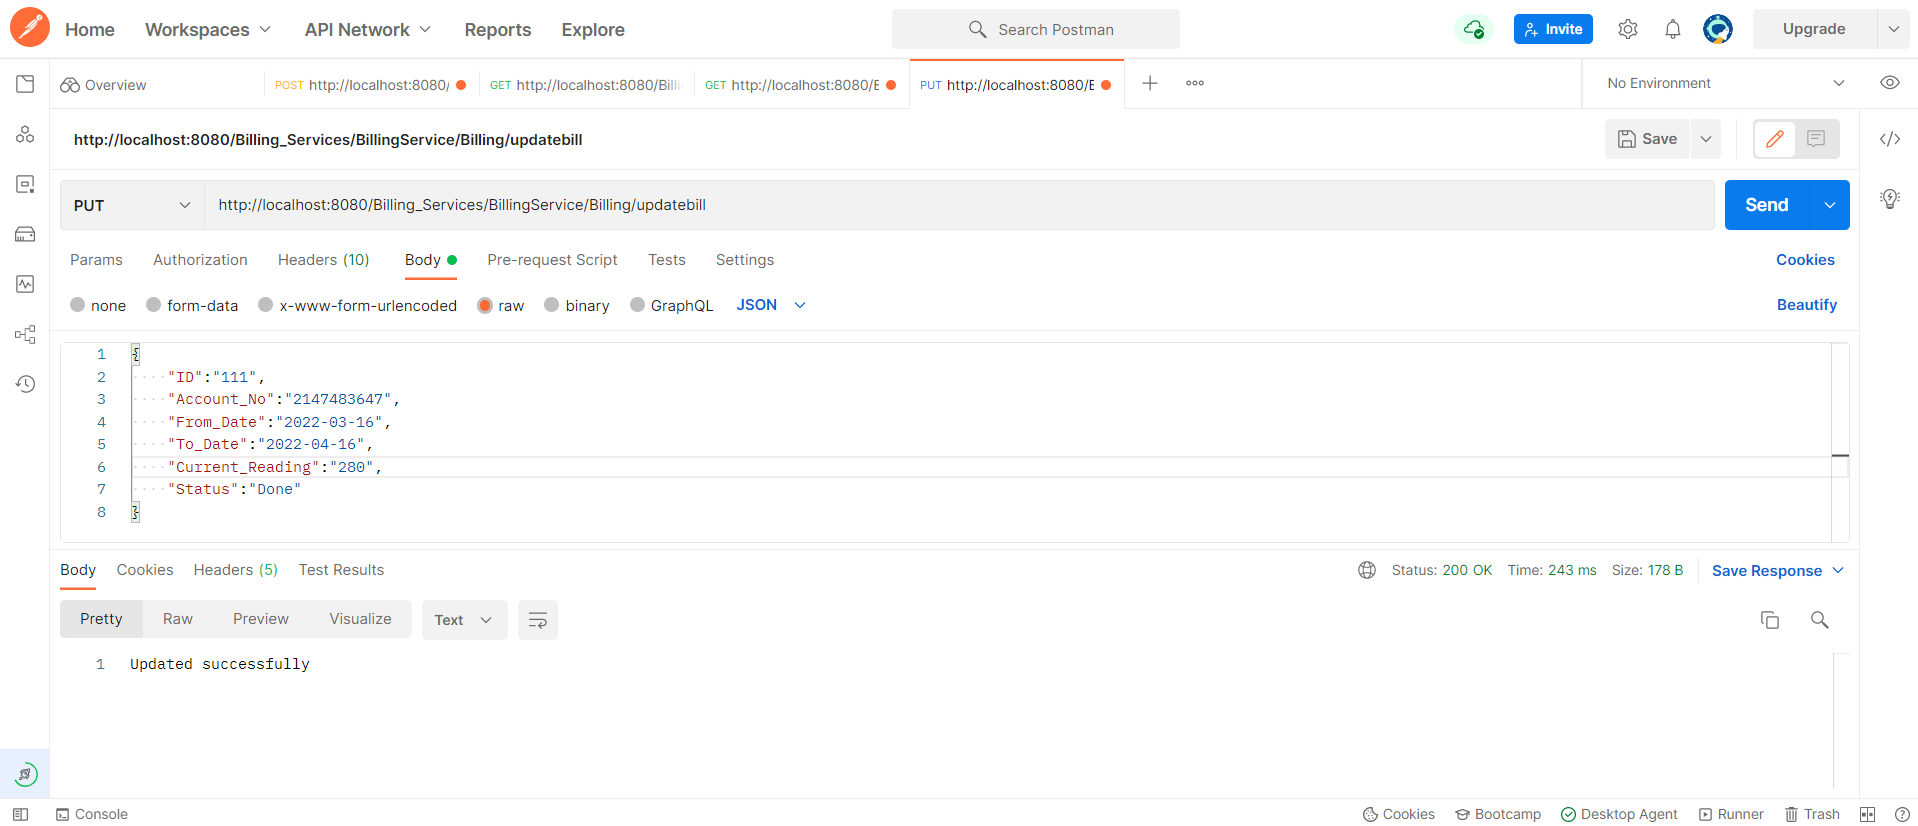 Home Workspaces API Network Reports Explore Search Postman Invite Upgrade
Overview POST http://localhost:8080/ GET http://localhost:8080/Billi GET http://localhost:8080/E PUT http://localhost:8080/E No Environment
http://localhost:8080/Billing_Services/BillingService/Billing/updatebill Save
PUT http://localhost:8080/Billing_Services/BillingService/Billing/updatebill Send
Params Authorization Headers (10) Body Pre-request Script Tests Settings Cookies
none form-data x-www-form-urlencoded raw binary GraphQL JSON Beautify
1 {
2 "ID":"111",
3 "Account_No":"2147483647",
4 "From_Date":"2022-03-16",
5 "To_Date":"2022-04-16",
6 "Current_Reading":"280",
7 "Status":"Done"
8 }
Body Cookies Headers (5) Test Results Status: 200 OK Time: 243 ms Size: 178 B Save Response
Pretty Raw Preview Visualize Text
1 Updated successfully
Console Cookies Bootcamp Desktop Agent Runner Trash